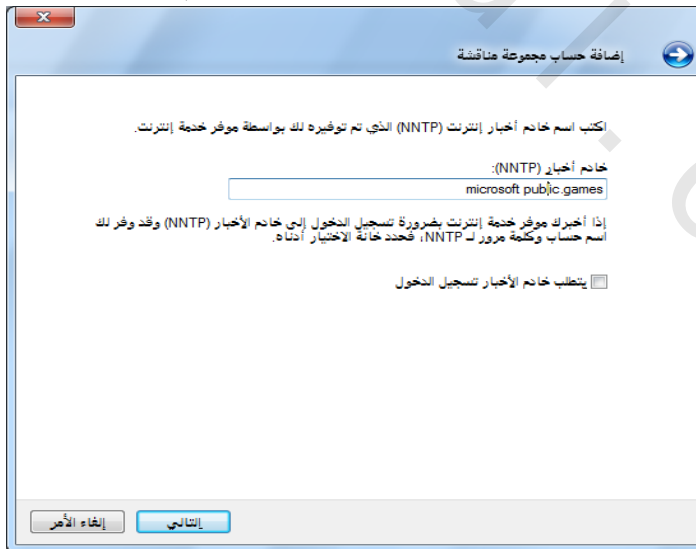 إضافة حساب مجموعة مناقشة
اكتب اسم خادم أخبار إنترنت (NNTP) الذي تم توفيره لك بواسطة موفر خدمة إنترنت.
خادم أخبار (NNTP):
microsoft public.games
إذا أخبرك موفر خدمة إنترنت بضرورة تسجيل الدخول إلى خادم الأخبار (NNTP) وقد وفر لك
اسم حساب وكلمة مرور لـ NNTP، فحدد خانة الاختيار أدناه.
يتطلب خادم الأخبار تسجيل الدخول
التالي
إلغاء الأمر